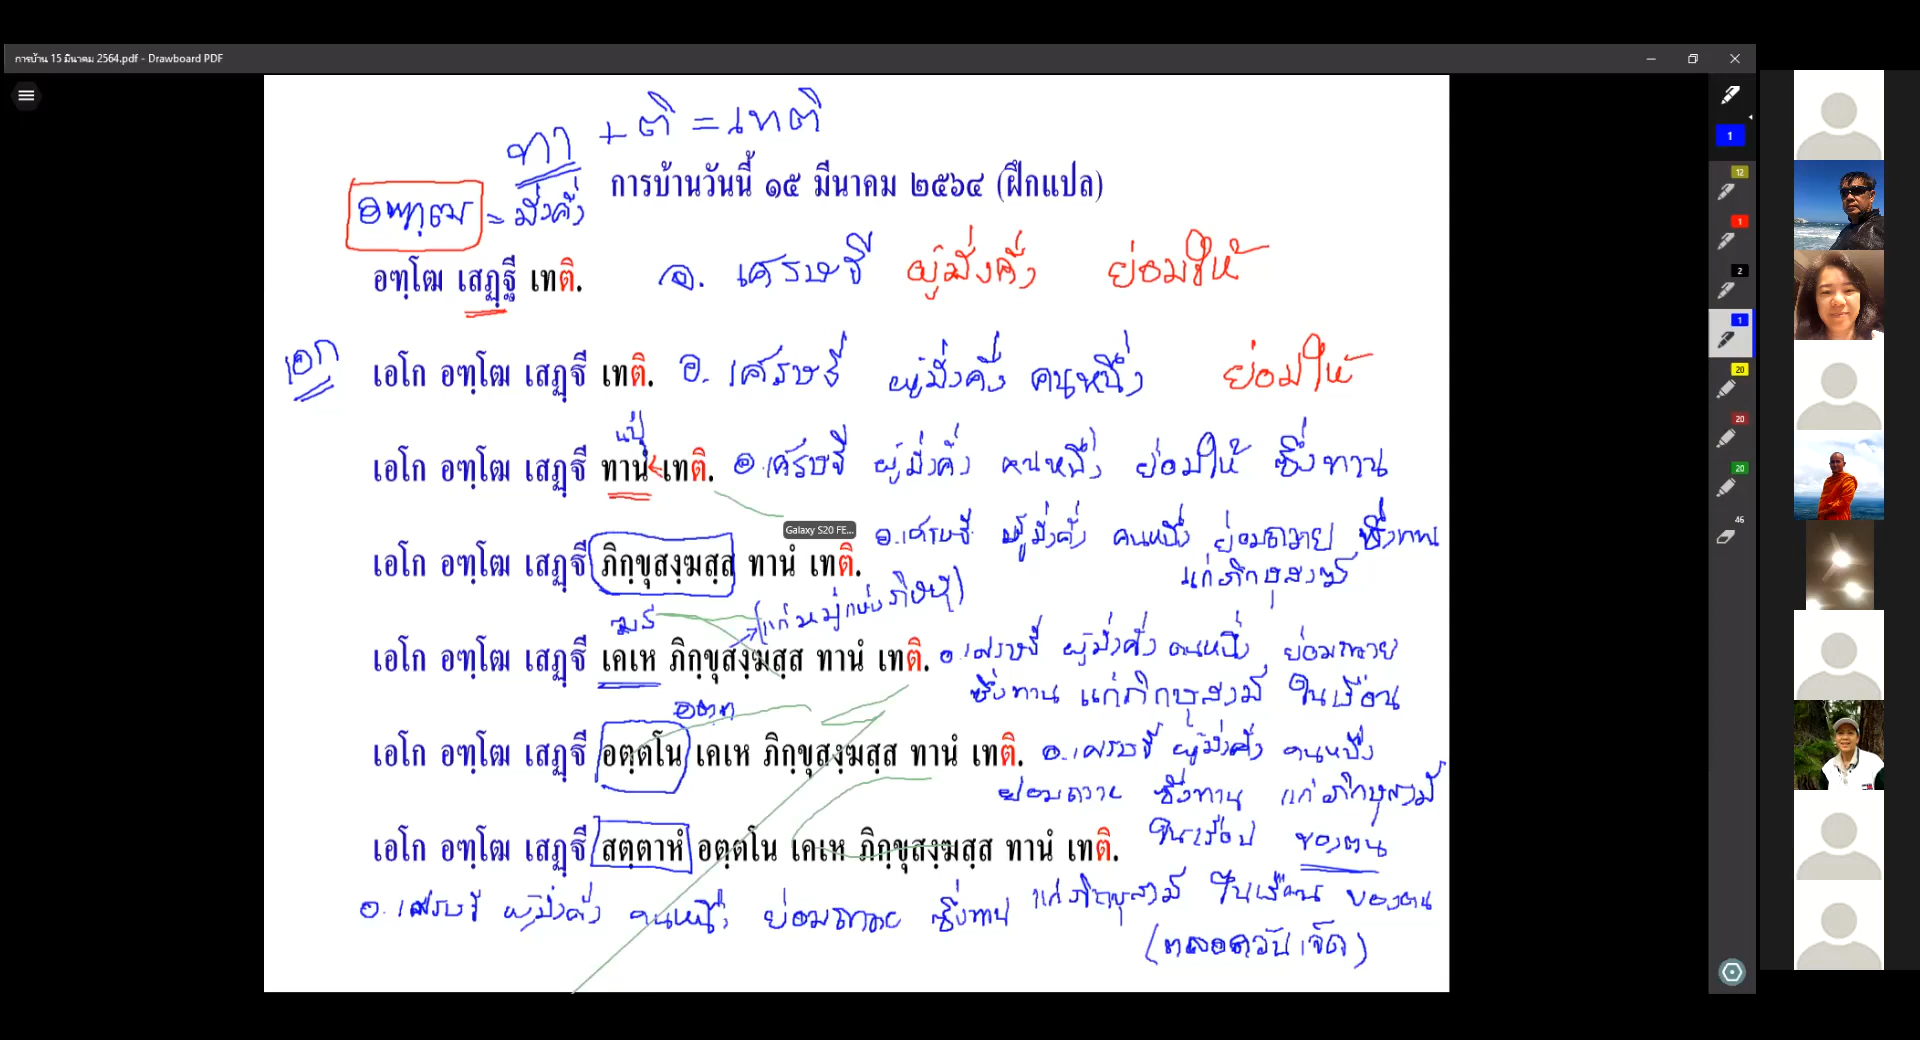 การบ้าน 15 มีนาคม 2564.pdf - Drawboard PDF
ทา + ติ = เทติ
การบ้านวันนี้ ๑๕ มีนาคม ๒๕๖๔ (ฝึกแปล)
อฑฺฒ = มั่งคั่ง
อฑฺโฒ เสฏฺฐี เทติ. อ. เศรษฐี ผู้มั่งคั่ง ย่อมให้
เอก
เอโก อฑฺโฒ เสฏฺฐี เทติ. อ. เศรษฐี ผู้มั่งคั่ง คนหนึ่ง ย่อมให้
เอโก อฑฺโฒ เสฏฺฐี ทานํ เทติ. อ.เศรษฐี ผู้มั่งคั่ง คนหนึ่ง ย่อมให้ ซึ่งทาน
Galaxy S20 FE...
เอโก อฑฺโฒ เสฏฺฐี ภิกฺขุสงฺฆสฺส ทานํ เทติ. อ.เศรษฐี ผู้มั่งคั่ง คนหนึ่ง ย่อมถวาย ซึ่งทาน
แก่ภิกษุสงฆ์
(แก่หมู่แห่งภิกษุ)
เอโก อฑฺโฒ เสฏฺฐี เคเห ภิกฺขุสงฺฆสฺส ทานํ เทติ. อ.เศรษฐี ผู้มั่งคั่ง คนหนึ่ง ย่อมถวาย
ซึ่งทาน แก่ภิกษุสงฆ์ ในเรือน
เอโก อฑฺโฒ เสฏฺฐี อตฺตโน เคเห ภิกฺขุสงฺฆสฺส ทานํ เทติ. อ.เศรษฐี ผู้มั่งคั่ง คนหนึ่ง
ย่อมถวาย ซึ่งทาน แก่ภิกษุสงฆ์
ในเรือน ของตน
เอโก อฑฺโฒ เสฏฺฐี สตฺตาหํ อตฺตโน เคเห ภิกฺขุสงฺฆสฺส ทานํ เทติ.
อ.เศรษฐี ผู้มั่งคั่ง คนหนึ่ง ย่อมถวาย ซึ่งทาน แก่ภิกษุสงฆ์ ในเรือน ของตน
(ตลอดวันเจ็ด)
1
12
1
2
1
20
20
20
46